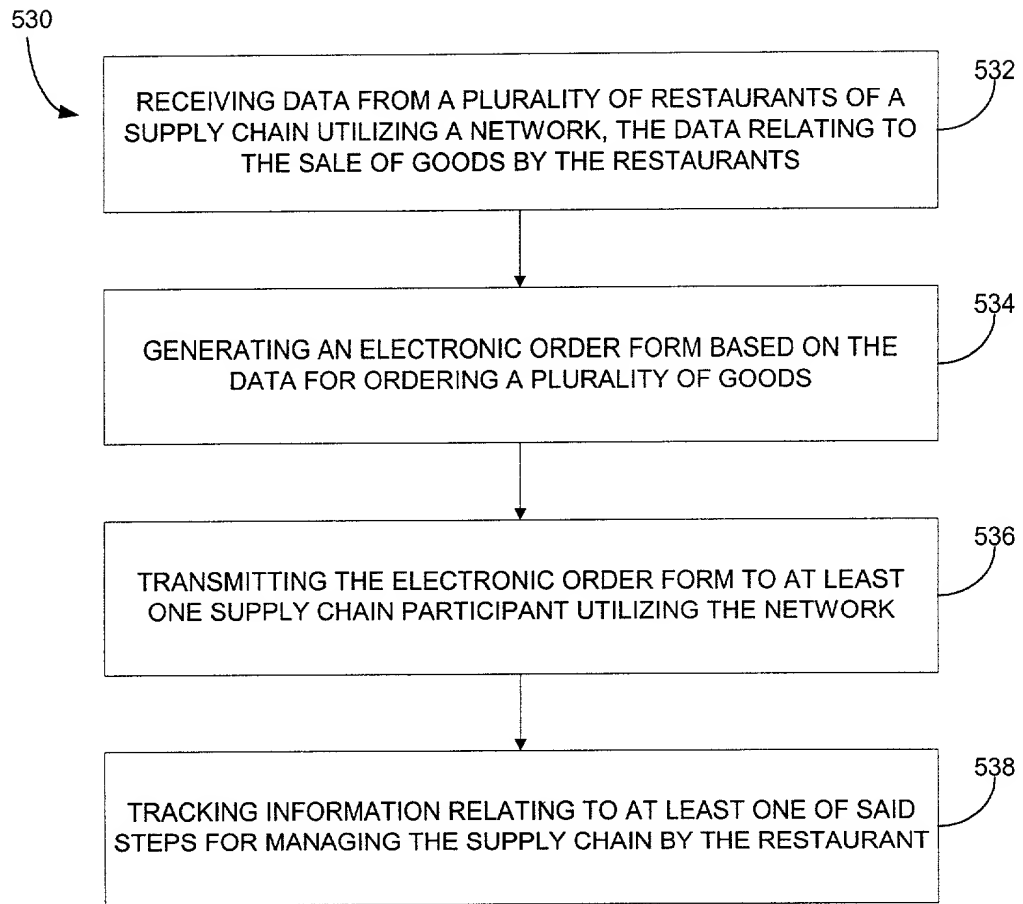 530
532
RECEIVING DATA FROM A PLURALITY OF RESTAURANTS OF A
SUPPLY CHAIN UTILIZING A NETWORK, THE DATA RELATING TO
THE SALE OF GOODS BY THE RESTAURANTS
534
GENERATING AN ELECTRONIC ORDER FORM BASED ON THE
DATA FOR ORDERING A PLURALITY OF GOODS
536
TRANSMITTING THE ELECTRONIC ORDER FORM TO AT LEAST
ONE SUPPLY CHAIN PARTICIPANT UTILIZING THE NETWORK
538
TRACKING INFORMATION RELATING TO AT LEAST ONE OF SAID
STEPS FOR MANAGING THE SUPPLY CHAIN BY THE RESTAURANT